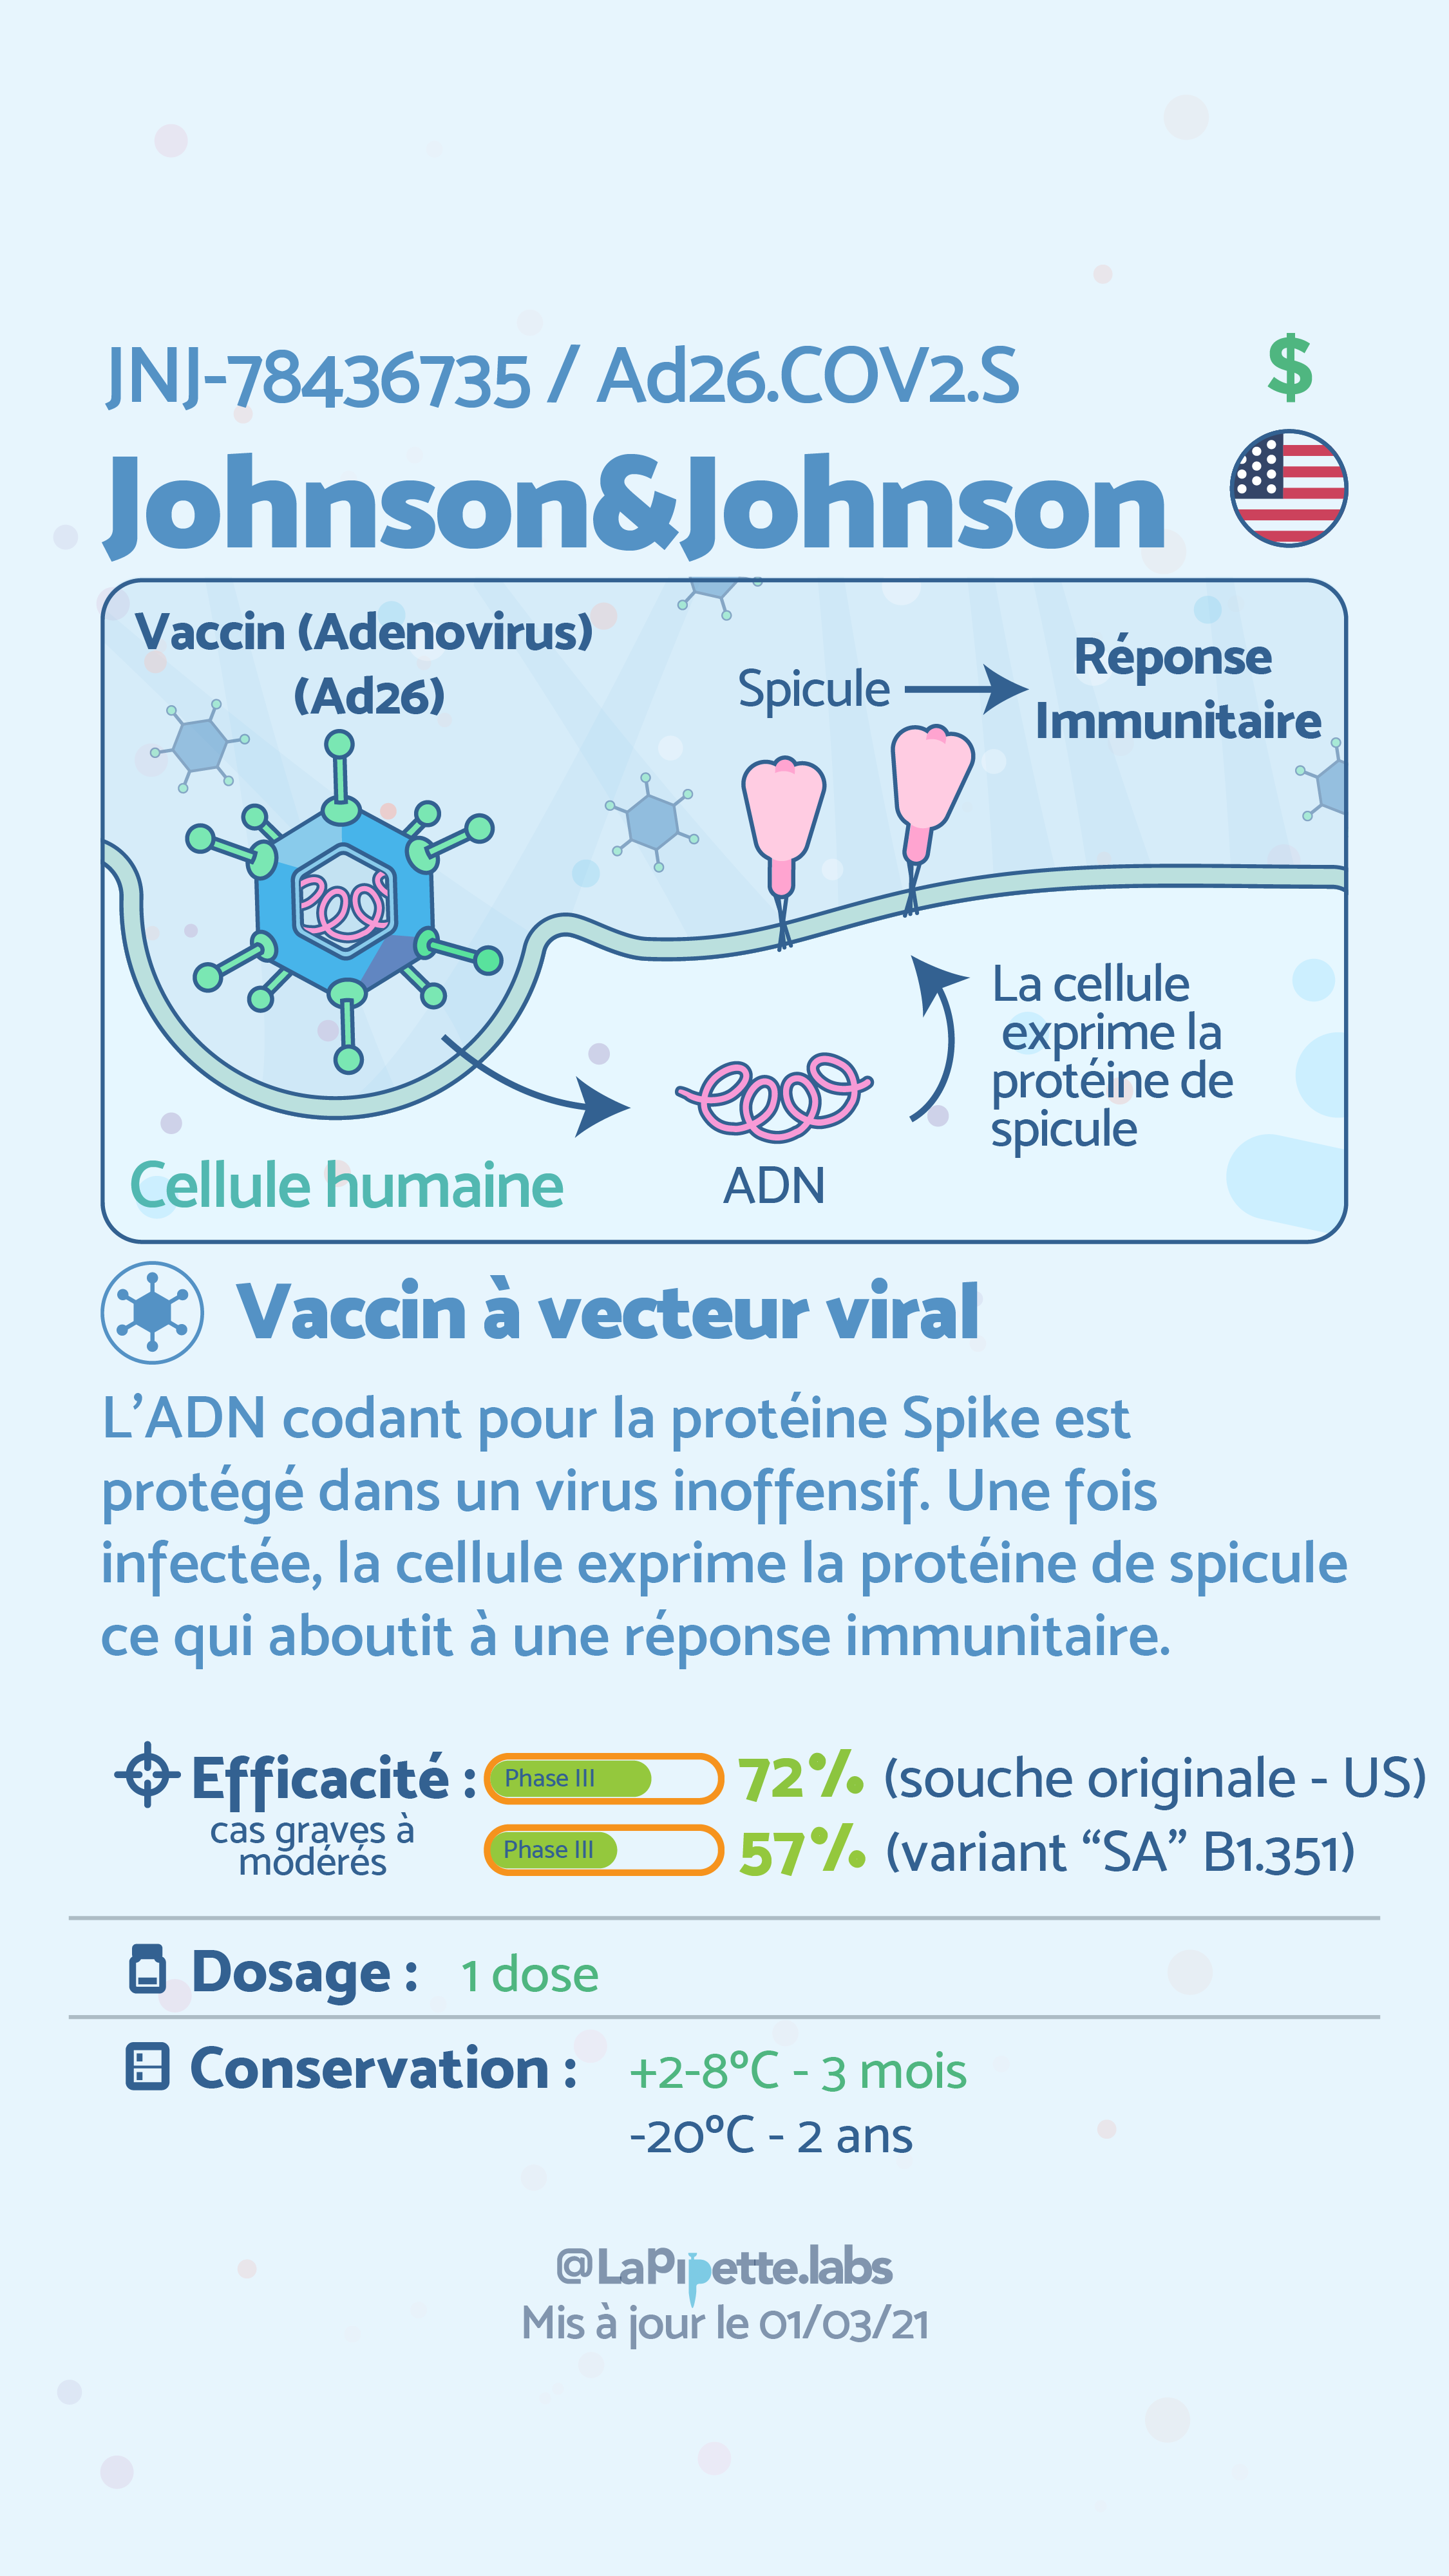 JNJ-78436735 / Ad26.COV2.S
$
Johnson&Johnson
Vaccin (Adenovirus)
(Ad26)
Spicule
Réponse
Immunitaire
La cellule
exprime la
protéine de
spicule
ADN
Cellule humaine
Vaccin à vecteur viral
L'ADN codant pour la protéine Spike est
protégé dans un virus inoffensif. Une fois
infectée, la cellule exprime la protéine de spicule
ce qui aboutit à une réponse immunitaire.
Efficacité : Phase III 72% (souche originale - US)
cas graves à
modérés
Phase III 57% (variant “SA” B1.351)
Dosage : 1 dose
Conservation : +2-8ºC - 3 mois
-20ºC - 2 ans
@LaPipette.labs
Mis à jour le 01/03/21